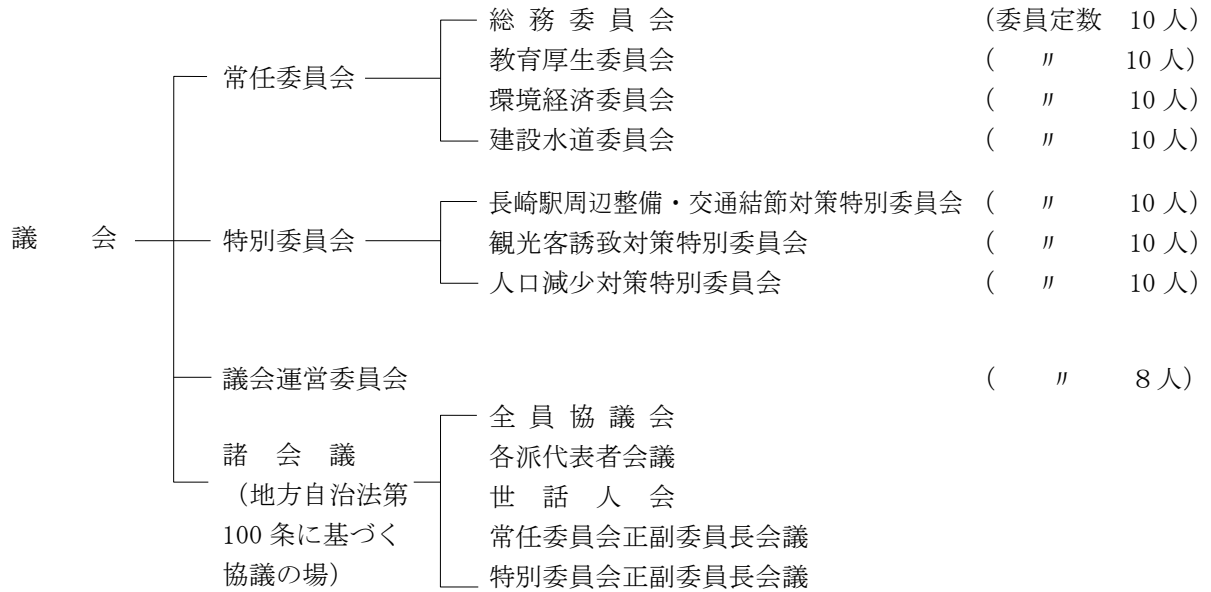 総務委員会 (委員定数 10人)
教育厚生委員会 ( 〃 10人)
常任委員会
環境経済委員会 ( 〃 10人)
建設水道委員会 ( 〃 10人)
長崎駅周辺整備・交通結節対策特別委員会 ( 〃 10人)
議会 特別委員会 観光客誘致対策特別委員会 ( 〃 10人)
人口減少対策特別委員会 ( 〃 10人)
議会運営委員会 ( 〃 8人)
全員協議会
諸会議 各派代表者会議
(地方自治法第 世話人会
100条に基づく 常任委員会正副委員長会議
協議の場) 特別委員会正副委員長会議